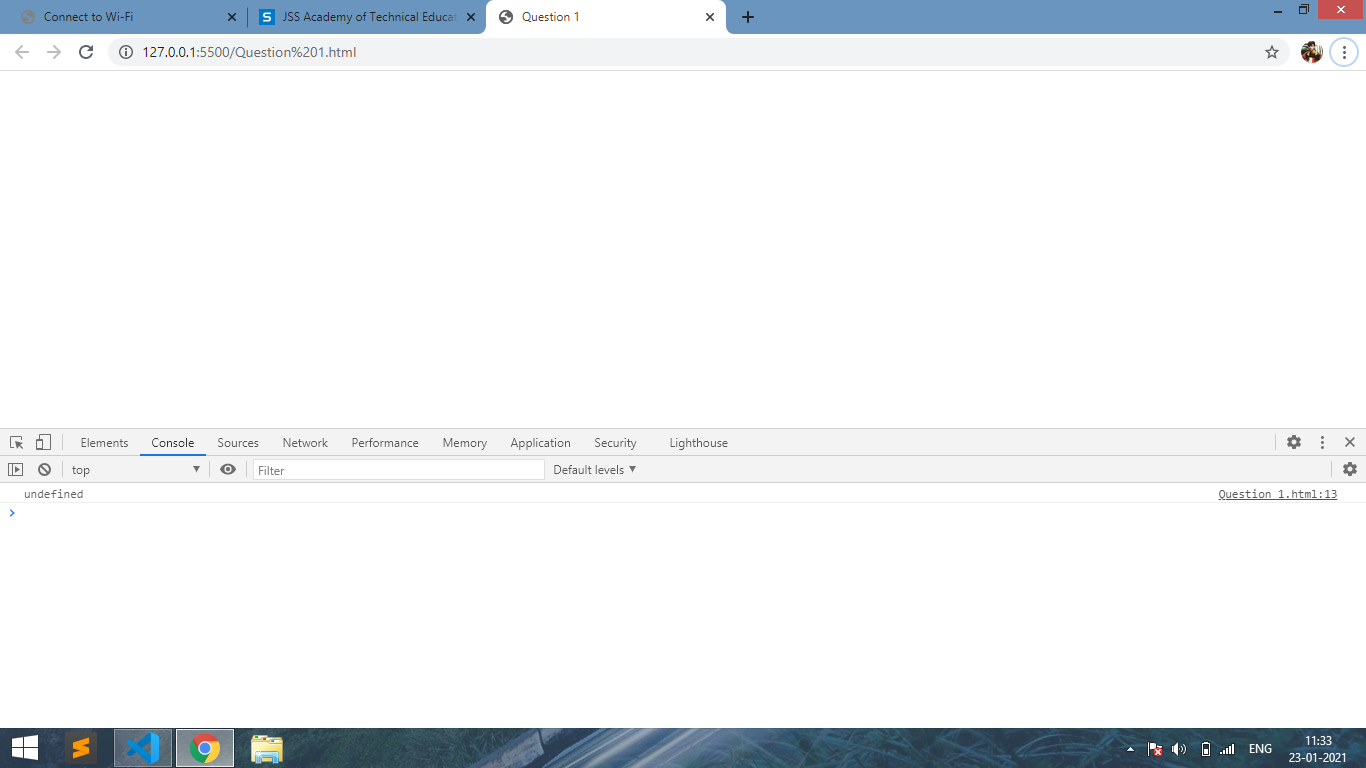 Connect to Wi-Fi
JSS Academy of Technical Educat
Question 1
127.0.0.1:5500/Question%201.html
Elements Console Sources Network Performance Memory Application Security Lighthouse
top Filter Default levels
undefined Question 1.html:13
ENG
11:33
23-01-2021